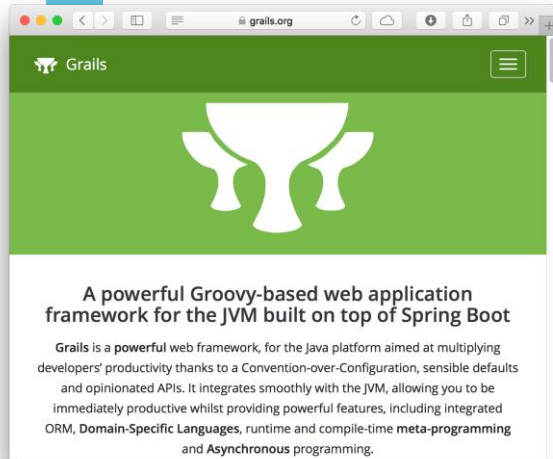 grails.org
Grails
A powerful Groovy-based web application
framework for the JVM built on top of Spring Boot
Grails is a powerful web framework, for the Java platform aimed at multiplying
developers' productivity thanks to a Convention-over-Configuration, sensible defaults
and opinionated APIs. It integrates smoothly with the JVM, allowing you to be
immediately productive whilst providing powerful features, including integrated
ORM, Domain-Specific Languages, runtime and compile-time meta-programming
and Asynchronous programming.